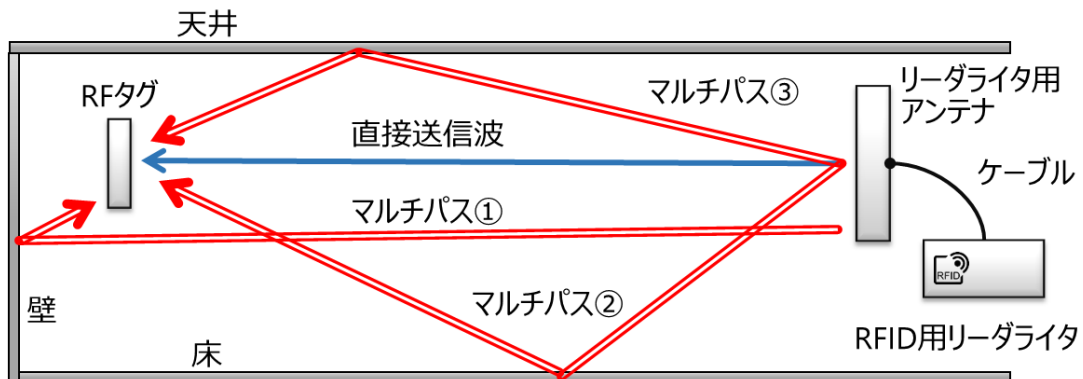 天井
RFタグ
マルチパス③
リーダライタ用
アンテナ
直接送信波
ケーブル
マルチパス①
RFID
マルチパス②
壁
床
RFID用リーダライタ